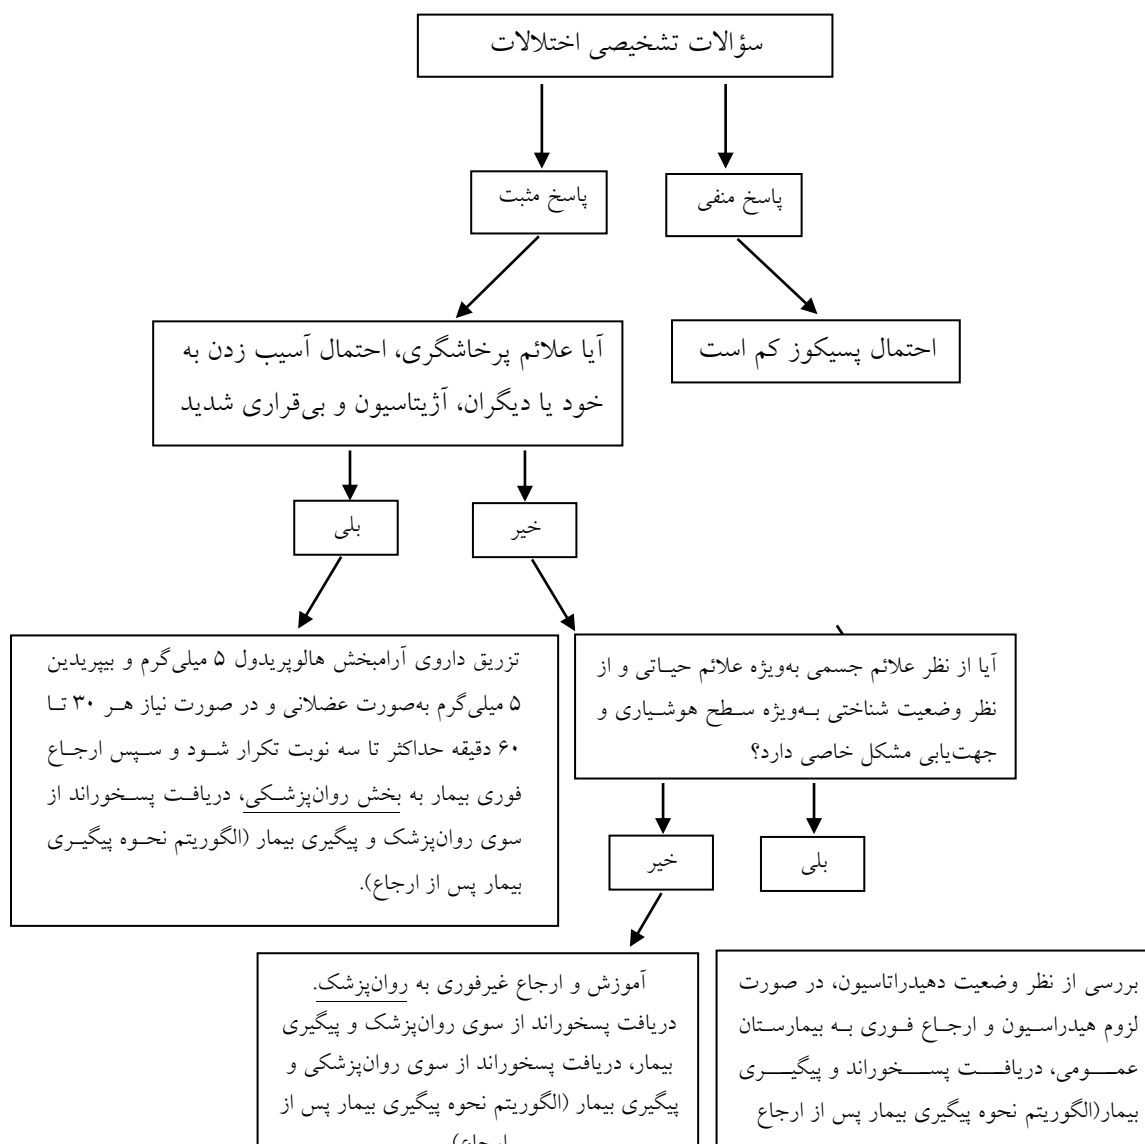 سؤالات تشخیصی اختلالات
پاسخ منفی
پاسخ مثبت
احتمال پسیکوز کم است
آیا علائم پرخاشگری، احتمال آسیب زدن به
خود یا دیگران، آژیتاسیون و بی‌قراری شدید
خیر
بلی
آیا از نظر علائم جسمی به‌ویژه علائم حیاتی و از
نظر وضعیت شناختی به‌ویژه سطح هوشیاری و
جهت‌یابی مشکل خاصی دارد؟
تزریق داروی آرامبخش هالوپریدول ۵ میلی‌گرم و بیپریدین
۵ میلی‌گرم به‌صورت عضلانی و در صورت نیاز هر ۳۰ تا
۶۰ دقیقه حداکثر تا سه نوبت تکرار شود و سپس ارجاع
فوری بیمار به بخش روان‌پزشکی، دریافت پسخوراند از
سوی روان‌پزشک و پیگیری بیمار (الگوریتم نحوه پیگیری
بیمار پس از ارجاع).
بلی
خیر
بررسی از نظر وضعیت دهیدراتاسیون، در صورت
لزوم هیدراسیون و ارجاع فوری به بیمارستان
عمومی، دریافت پسخوراند و پیگیری
بیمار(الگوریتم نحوه پیگیری بیمار پس از ارجاع
آموزش و ارجاع غیرفوری به روان‌پزشک.
دریافت پسخوراند از سوی روان‌پزشک و پیگیری
بیمار، دریافت پسخوراند از سوی روان‌پزشکی و
پیگیری بیمار (الگوریتم نحوه پیگیری بیمار پس از
ارجاع)